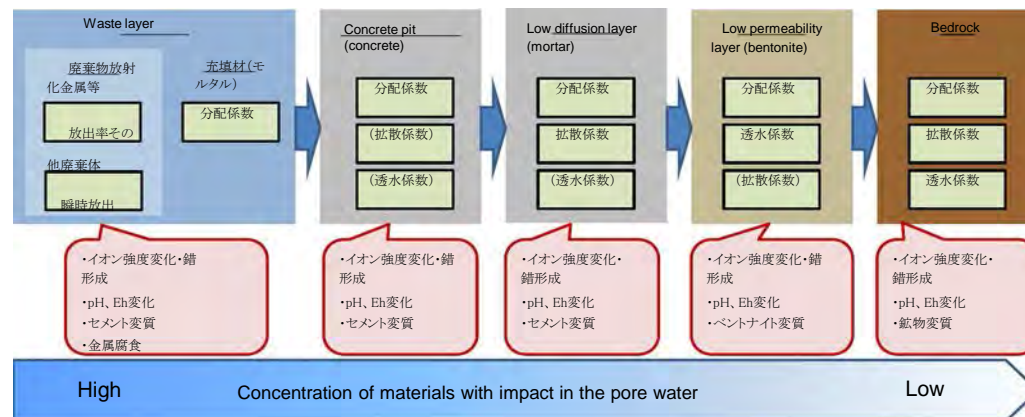 Waste layer
廃棄物放射
化金属等
放出率その
他廃棄体
瞬時放出
充填材(モ
ルタル)
分配係数
Concrete pit
(concrete)
分配係数
(拡散係数)
(透水係数)
Low diffusion layer
(mortar)
分配係数
拡散係数
(透水係数)
Low permeability
layer (bentonite)
分配係数
透水係数
(拡散係数)
Bedrock
分配係数
拡散係数
透水係数
・イオン強度変化・錯
形成
・pH、Eh変化
・セメント変質
・金属腐食
・イオン強度変化・錯
形成
・pH、Eh変化
・セメント変質
・イオン強度変化・
錯形成
・pH、Eh変化
・セメント変質
・イオン強度変化・錯
形成
・pH、Eh変化
・ベントナイト変質
・イオン強度変化・
錯形成
・pH、Eh変化
・鉱物変質
High
Concentration of materials with impact in the pore water
Low